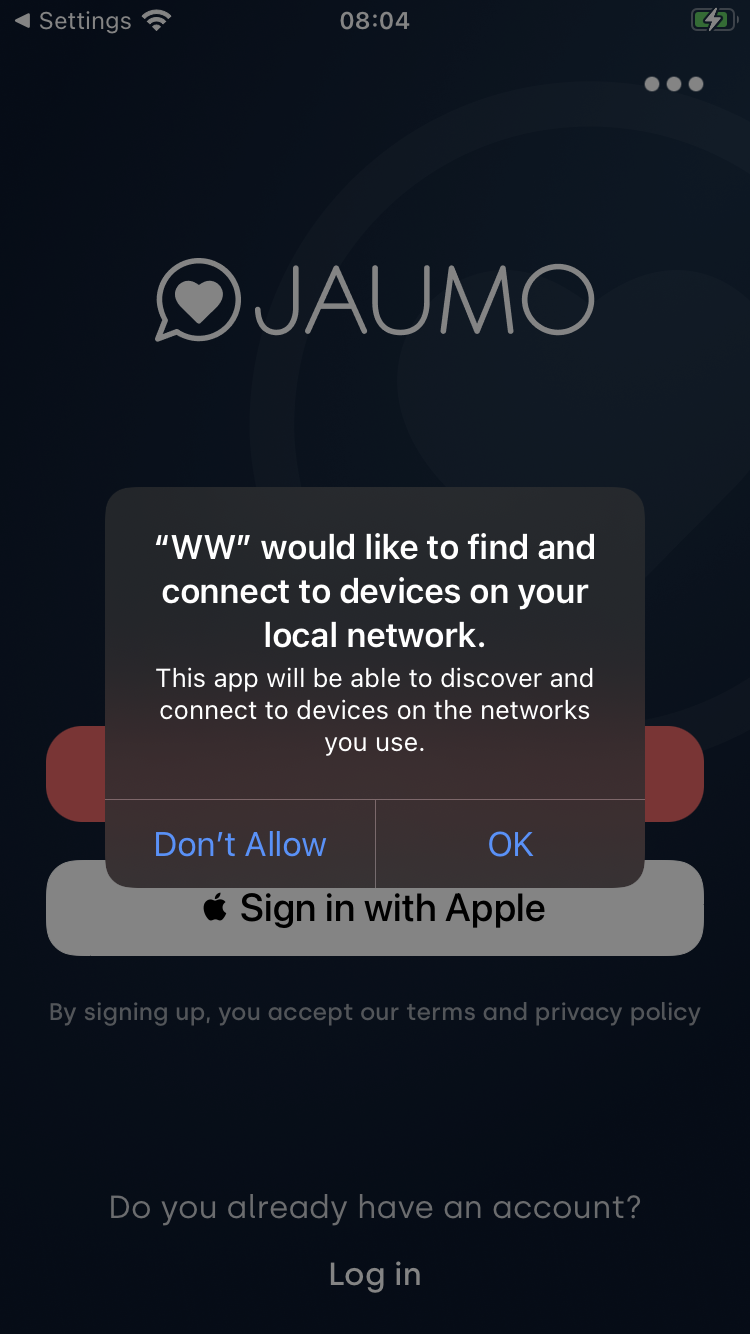 Settings
08:04
JAUMO
“WW” would like to find and
connect to devices on your
local network.
This app will be able to discover and
connect to devices on the networks
you use.
Don’t Allow
OK
Sign in with Apple
By signing up, you accept our terms and privacy policy
Do you already have an account?
Log in